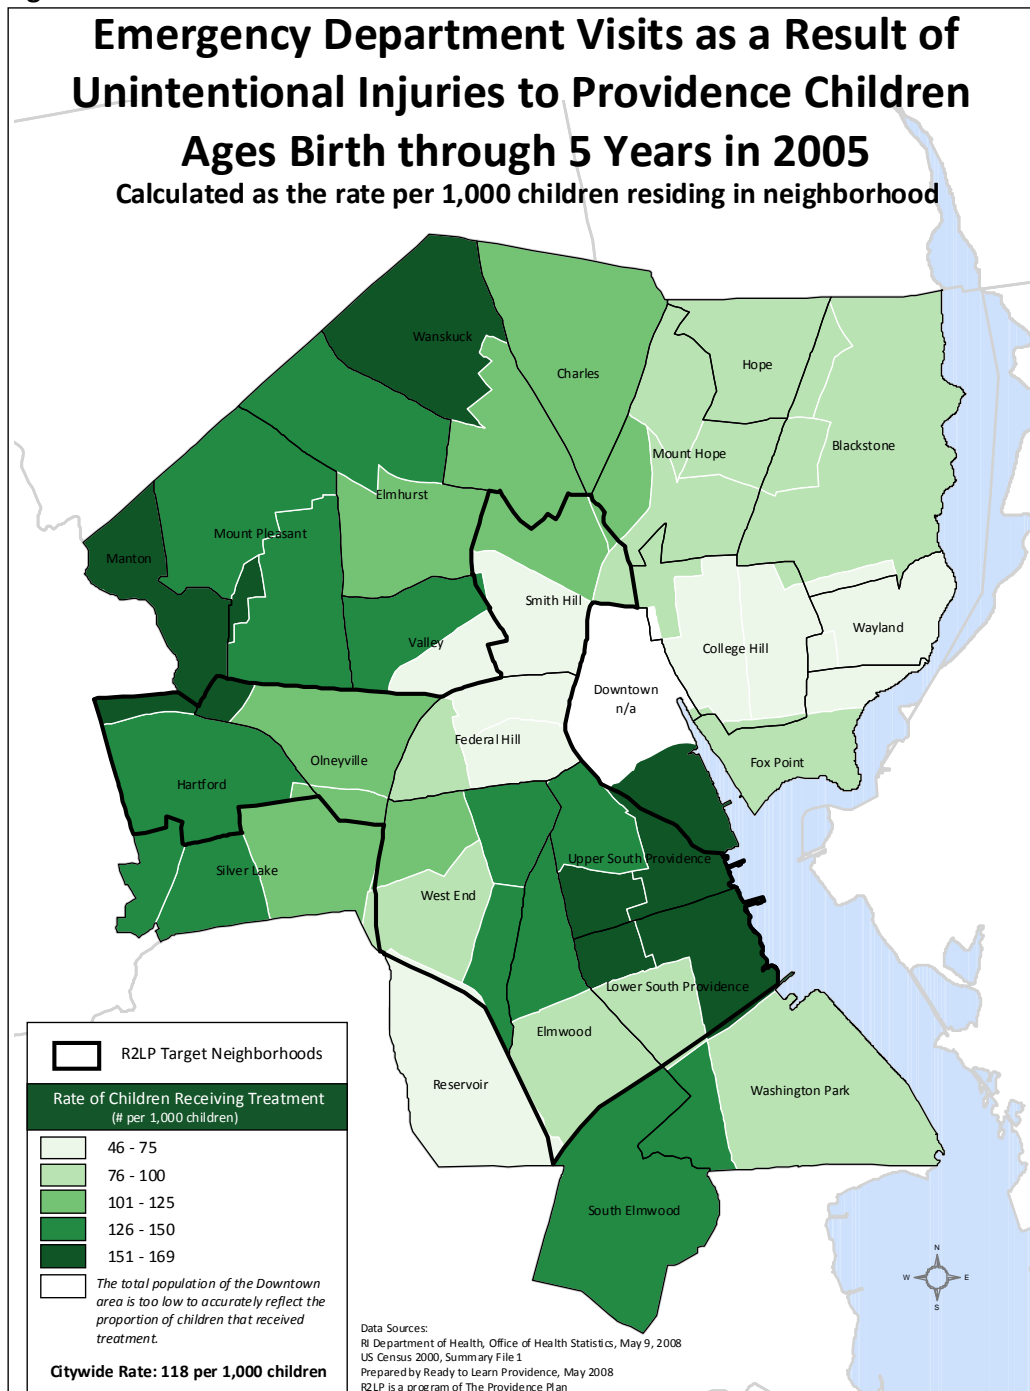 Emergency Department Visits as a Result of
Unintentional Injuries to Providence Children
Ages Birth through 5 Years in 2005
Calculated as the rate per 1,000 children residing in neighborhood
Wanskuck
Charles
Hope
Blackstone
Mount Hope
Elmhurst
Mount Pleasant
Manton
Smith Hill
Valley
College Hill
Wayland
Downtown
n/a
Federal Hill
Fox Point
Olneyville
Hartford
Silver Lake
Upper South Providence
West End
Lower South Providence
Elmwood
Reservoir
Washington Park
South Elmwood
R2LP Target Neighborhoods
Rate of Children Receiving Treatment
(# per 1,000 children)
46 - 75
76 - 100
101 - 125
126 - 150
151 - 169
The total population of the Downtown
area is too low to accurately reflect the
proportion of children that received
treatment.
Citywide Rate: 118 per 1,000 children
N
W
E
S
Data Sources:
RI Department of Health, Office of Health Statistics, May 9, 2008
US Census 2000, Summary File 1
Prepared by Ready to Learn Providence, May 2008
R2LP is a program of The Providence Plan